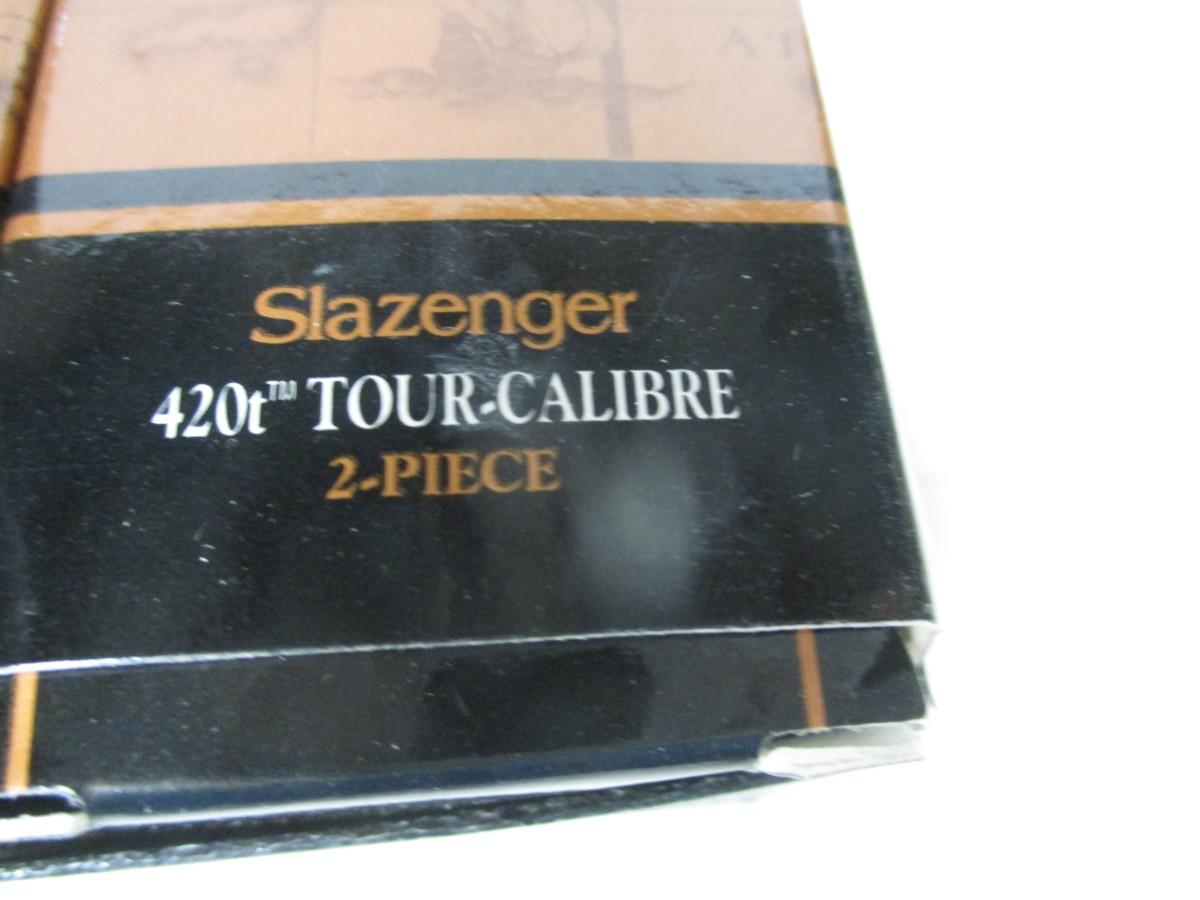 Slazenger
420t™ TOUR-CALIBRE
2-PIECE